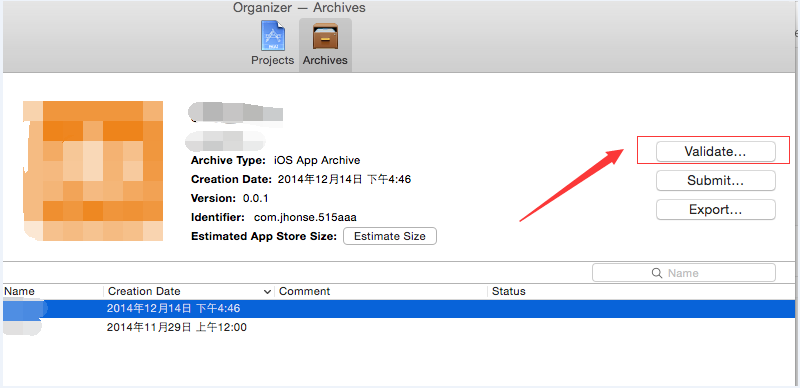 Organizer — Archives
Projects
Archives
Archive Type: iOS App Archive
Creation Date: 2014年12月14日 下午4:46
Version: 0.0.1
Identifier: com.jhonse.515aaa
Estimated App Store Size: Estimate Size
Validate...
Submit...
Export...
Name
Name Creation Date Comment Status
2014年12月14日 下午4:46
2014年11月29日 上午12:00